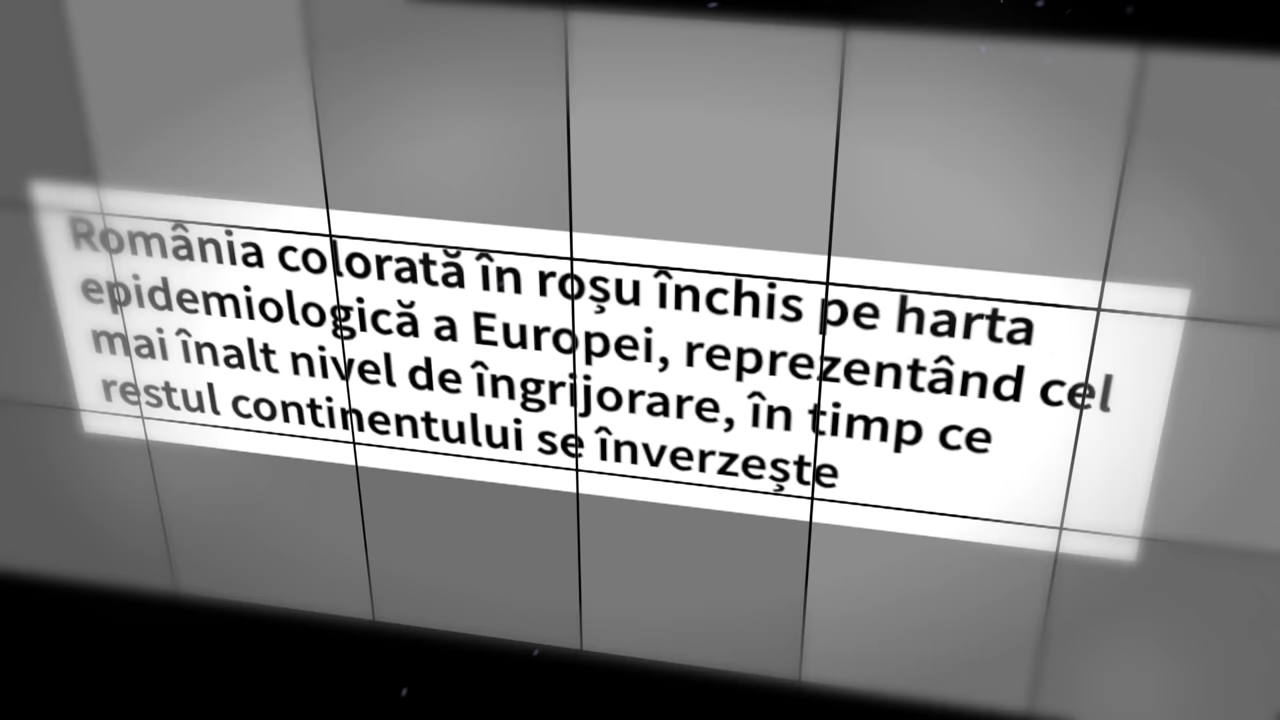 România colorată în roșu închis pe harta
epidemiologică a Europei, reprezentând cel
mai înalt nivel de îngrijorare, în timp ce
restul continentului se înverzește